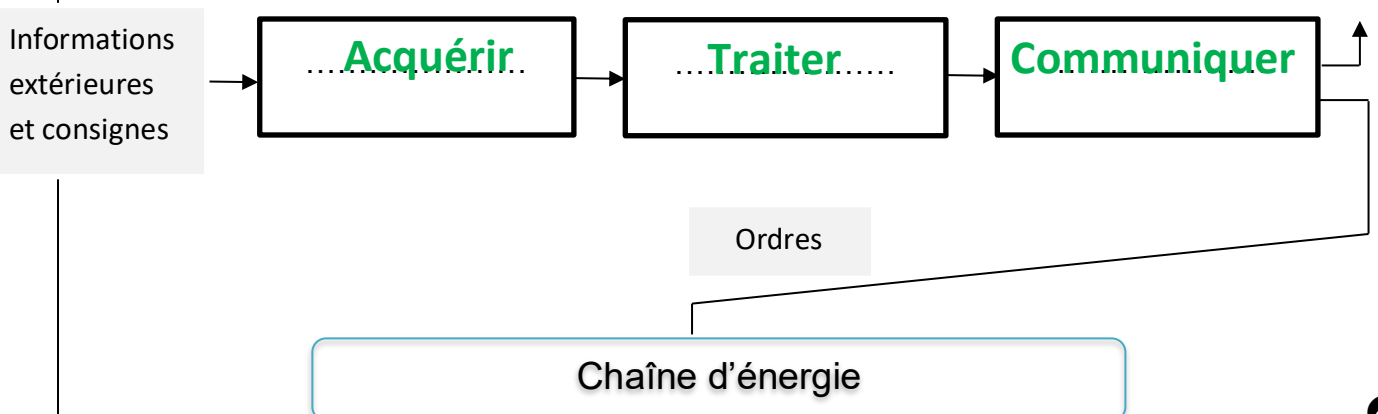 Informations
extérieures
et consignes
Acquérir
Traiter
Communiquer
Ordres
Chaîne d’énergie